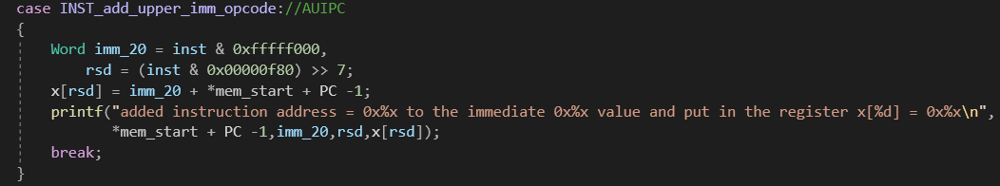 case INST_add_upper_imm_opcode://AUIPC
{
    Word imm_20 = inst & 0xfffff000,
        rsd = (inst & 0x00000f80) >> 7;
    x[rsd] = imm_20 + *mem_start + PC -1;
    printf("added instruction address = 0x%x to the immediate 0x%x value and put in the register x[%d] = 0x%x\n",
           *mem_start + PC -1,imm_20,rsd,x[rsd]);
    break;
}